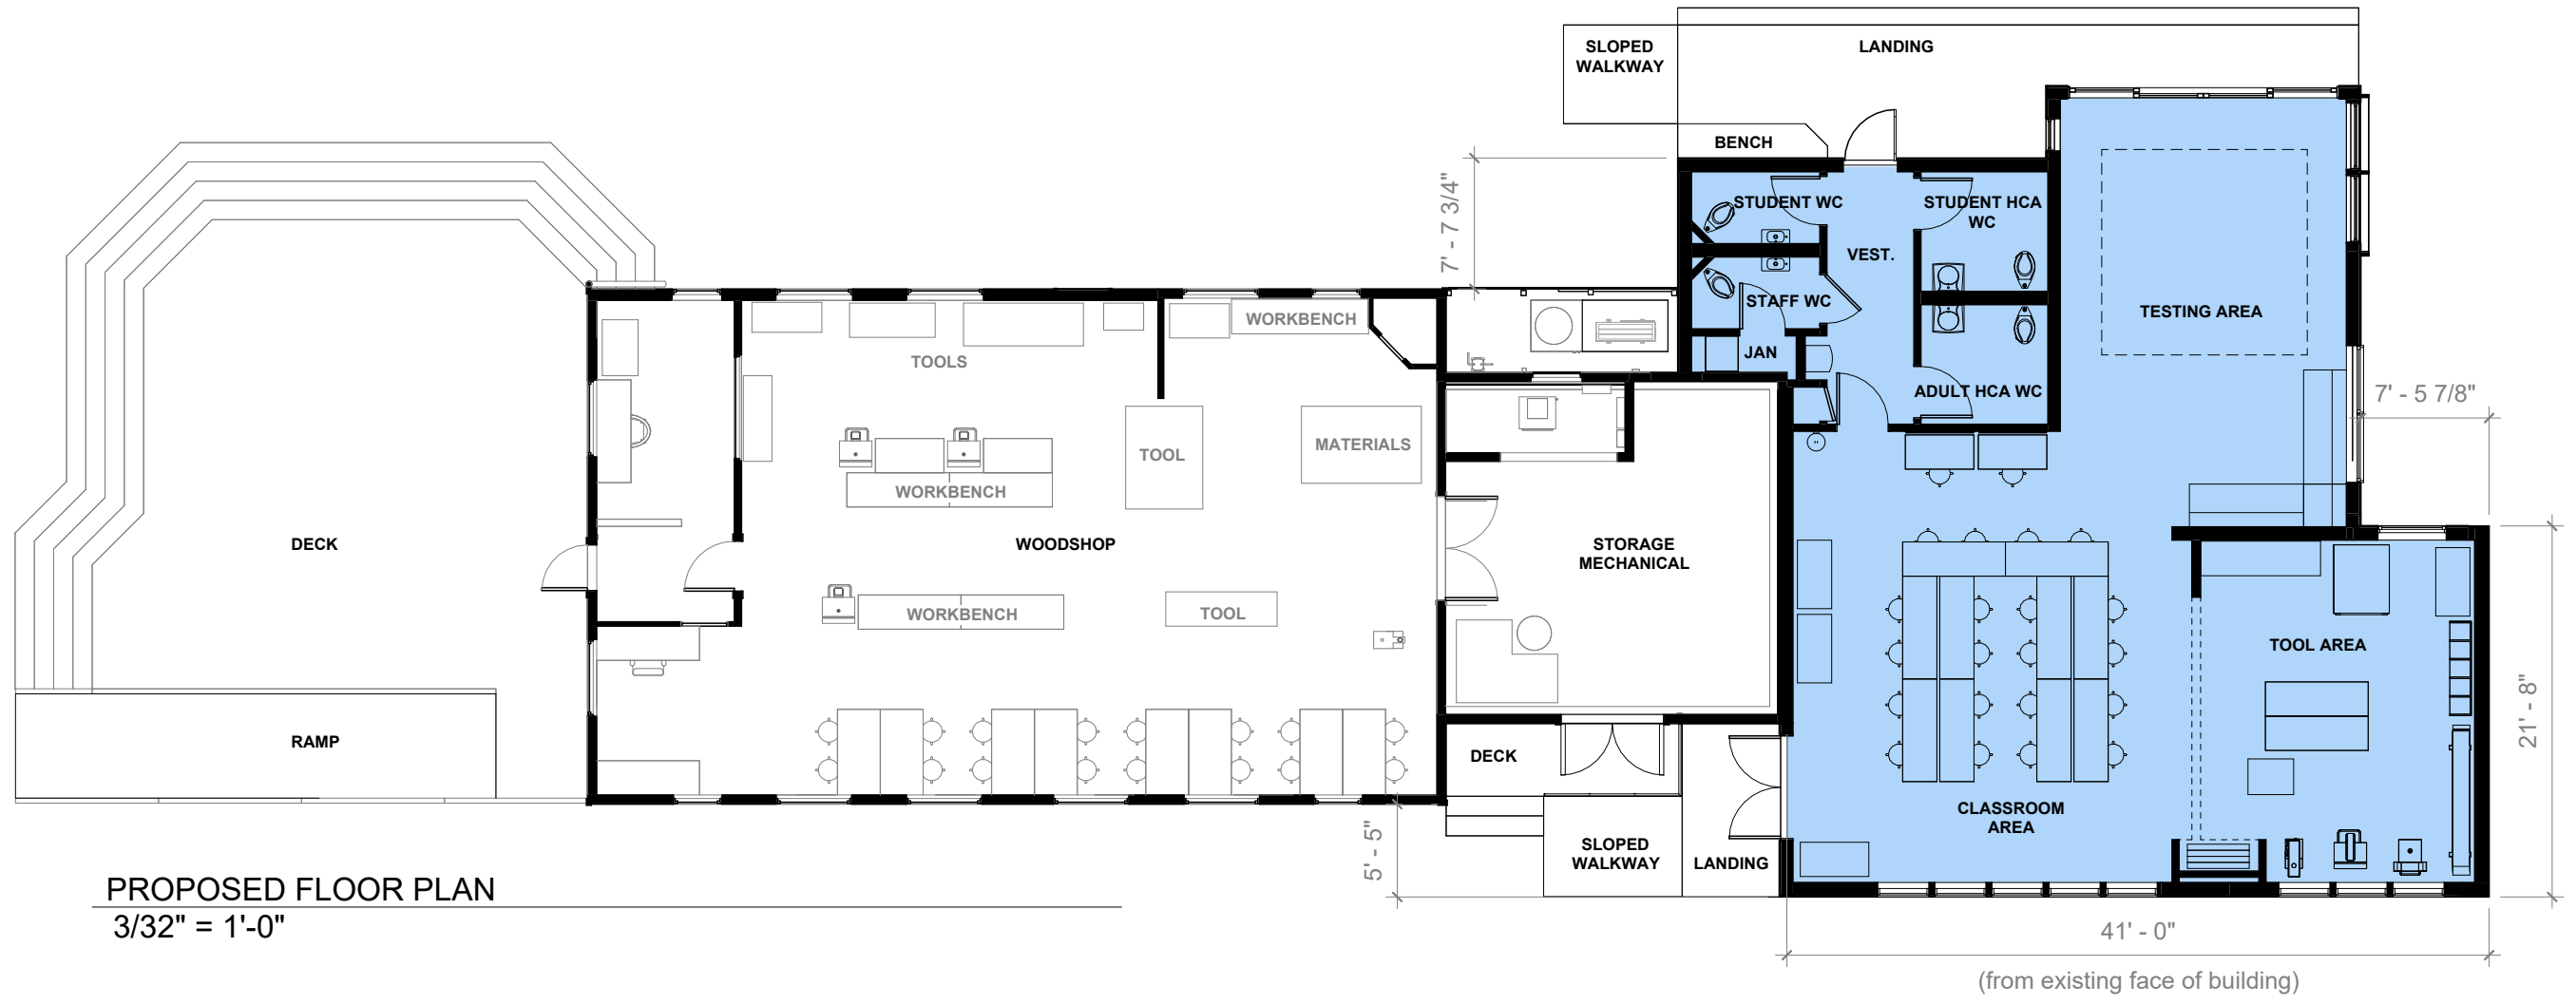 SLOPED
WALKWAY
LANDING
BENCH
7' - 7 3/4"
STUDENT WC
STUDENT HCA
WC
VEST.
STAFF WC
JAN
ADULT HCA WC
TESTING AREA
7' - 5 7/8"
WORKBENCH
TOOLS
TOOL
MATERIALS
WORKBENCH
DECK
WOODSHOP
STORAGE
MECHANICAL
WORKBENCH
TOOL
TOOL AREA
21' - 8"
RAMP
DECK
CLASSROOM
AREA
SLOPED
WALKWAY
LANDING
5' - 5"
PROPOSED FLOOR PLAN
3/32" = 1'-0"
41' - 0"
(from existing face of building)